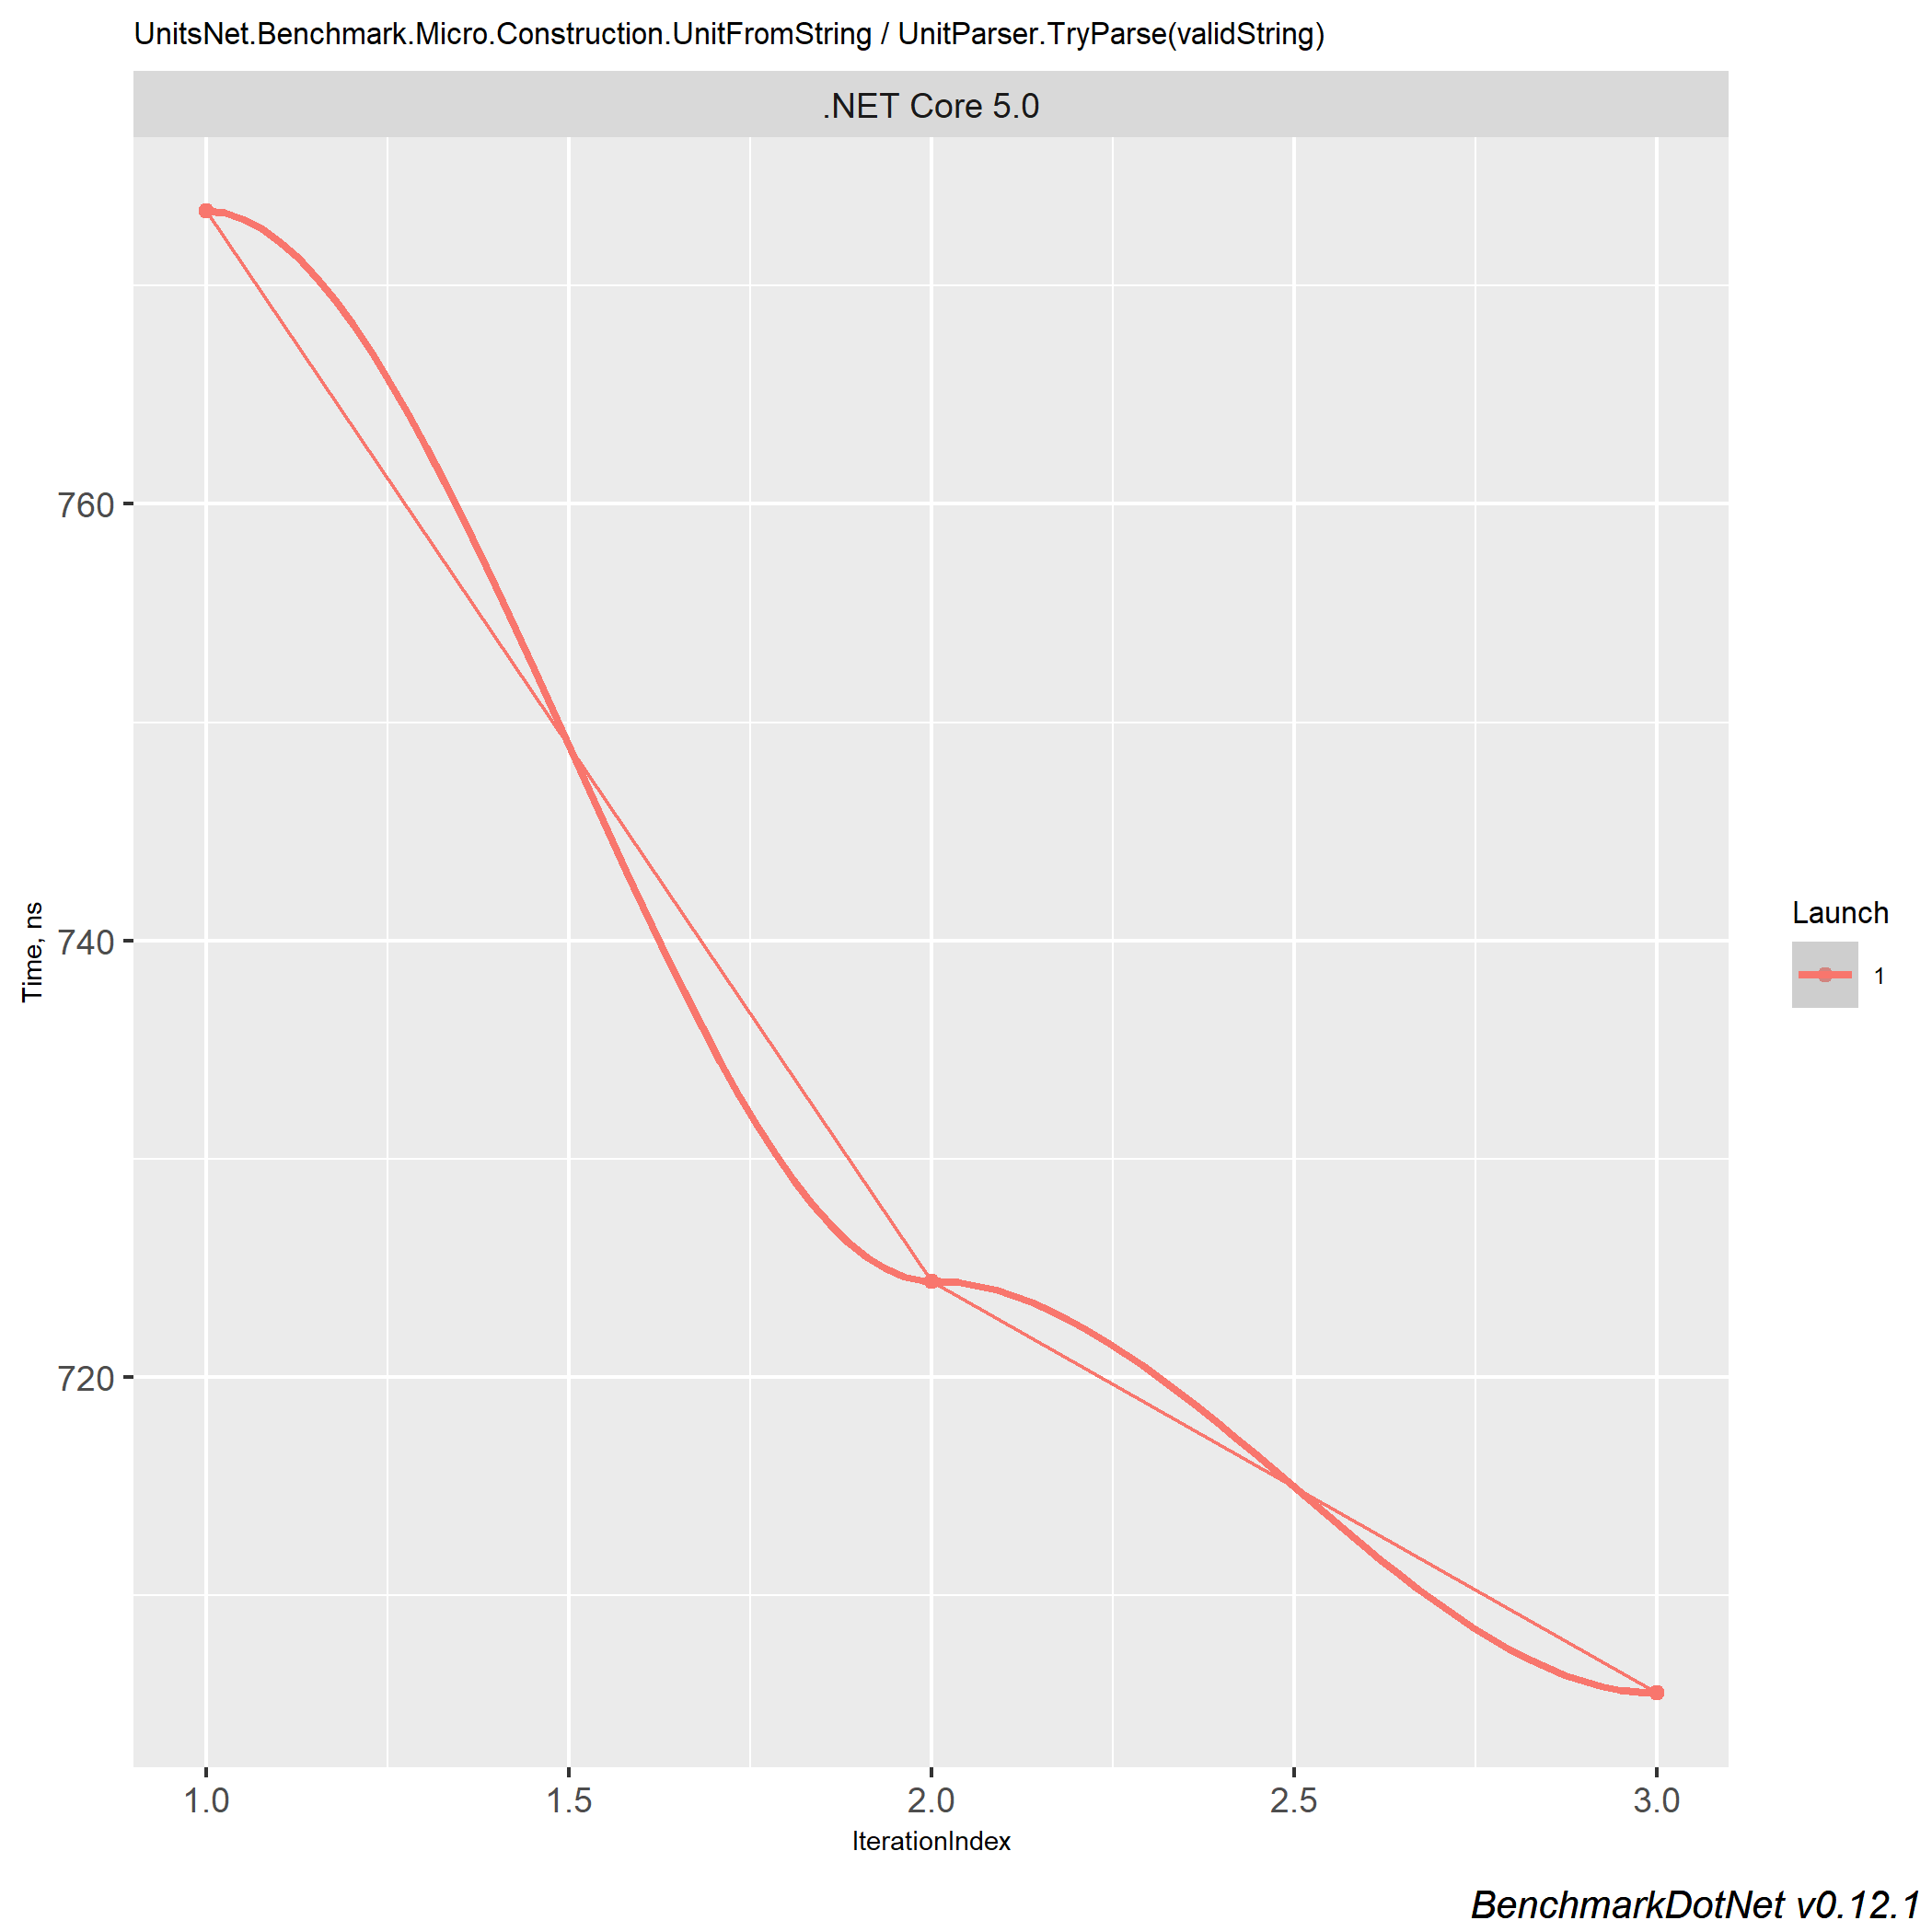 UnitsNet.Benchmark.Micro.Construction.UnitFromString / UnitParser.TryParse(validString)
.NET Core 5.0
760
740
720
Time, ns
Launch
1
1.0 1.5 2.0 2.5 3.0
IterationIndex
BenchmarkDotNet v0.12.1